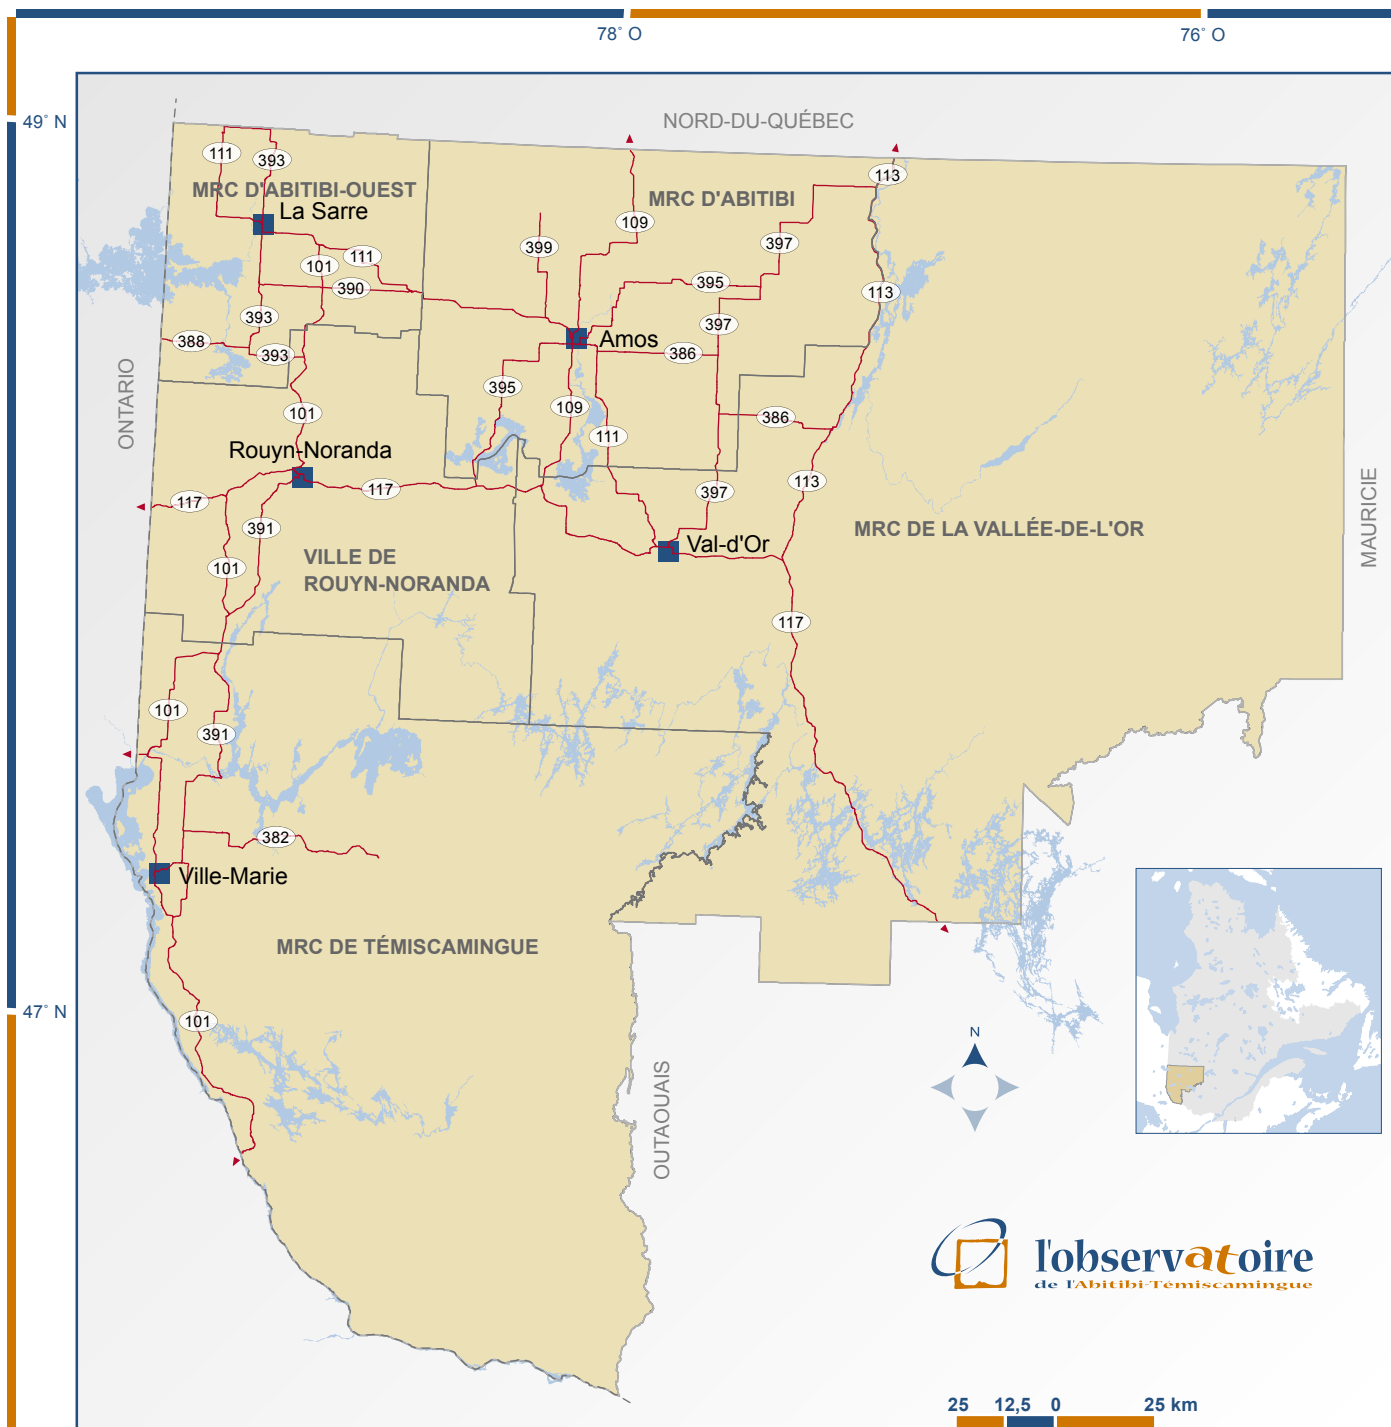 78° O
76° O
49° N
NORD-DU-QUÉBEC
111
393
113
MRC D'ABITIBI-OUEST
MRC D'ABITIBI
La Sarre
109
399
397
111
101
395
390
113
393
397
388
Amos
393
386
ONTARIO
395
109
101
386
111
Rouyn-Noranda
117
117
397
113
391
MRC DE LA VALLÉE-DE-L'OR
MAURICIE
Val-d'Or
VILLE DE
ROUYN-NORANDA
101
117
101
391
382
Ville-Marie
MRC DE TÉMISCAMINGUE
47° N
101
N
OUTAOUAIS
l'observatoire
de l'Abitibi-Témiscamingue
25 12,5 0 25 km